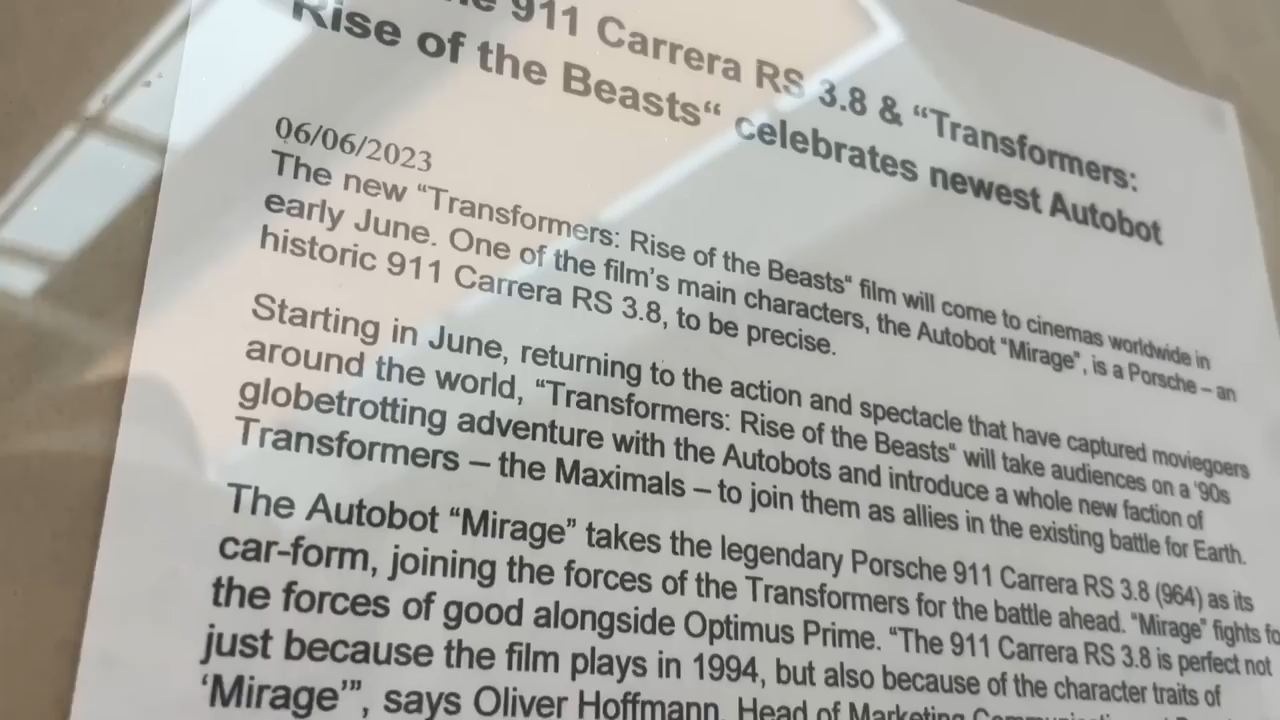 911 Carrera RS 3.8 & “Transformers:
Rise of the Beasts“ celebrates newest Autobot
06/06/2023
The new “Transformers: Rise of the Beasts“ film will come to cinemas worldwide in
early June. One of the film’s main characters, the Autobot “Mirage”, is a Porsche – an
historic 911 Carrera RS 3.8, to be precise.
Starting in June, returning to the action and spectacle that have captured moviegoers
around the world, “Transformers: Rise of the Beasts“ will take audiences on a ‘90s
globetrotting adventure with the Autobots and introduce a whole new faction of
Transformers – the Maximals – to join them as allies in the existing battle for Earth.
The Autobot “Mirage” takes the legendary Porsche 911 Carrera RS 3.8 (964) as its
car-form, joining the forces of the Transformers for the battle ahead. “Mirage” fights
the forces of good alongside Optimus Prime. “The 911 Carrera RS 3.8 is perfect not
just because the film plays in 1994, but also because of the character traits of
‘Mirage’”, says Oliver Hoffmann, Head of Marketing